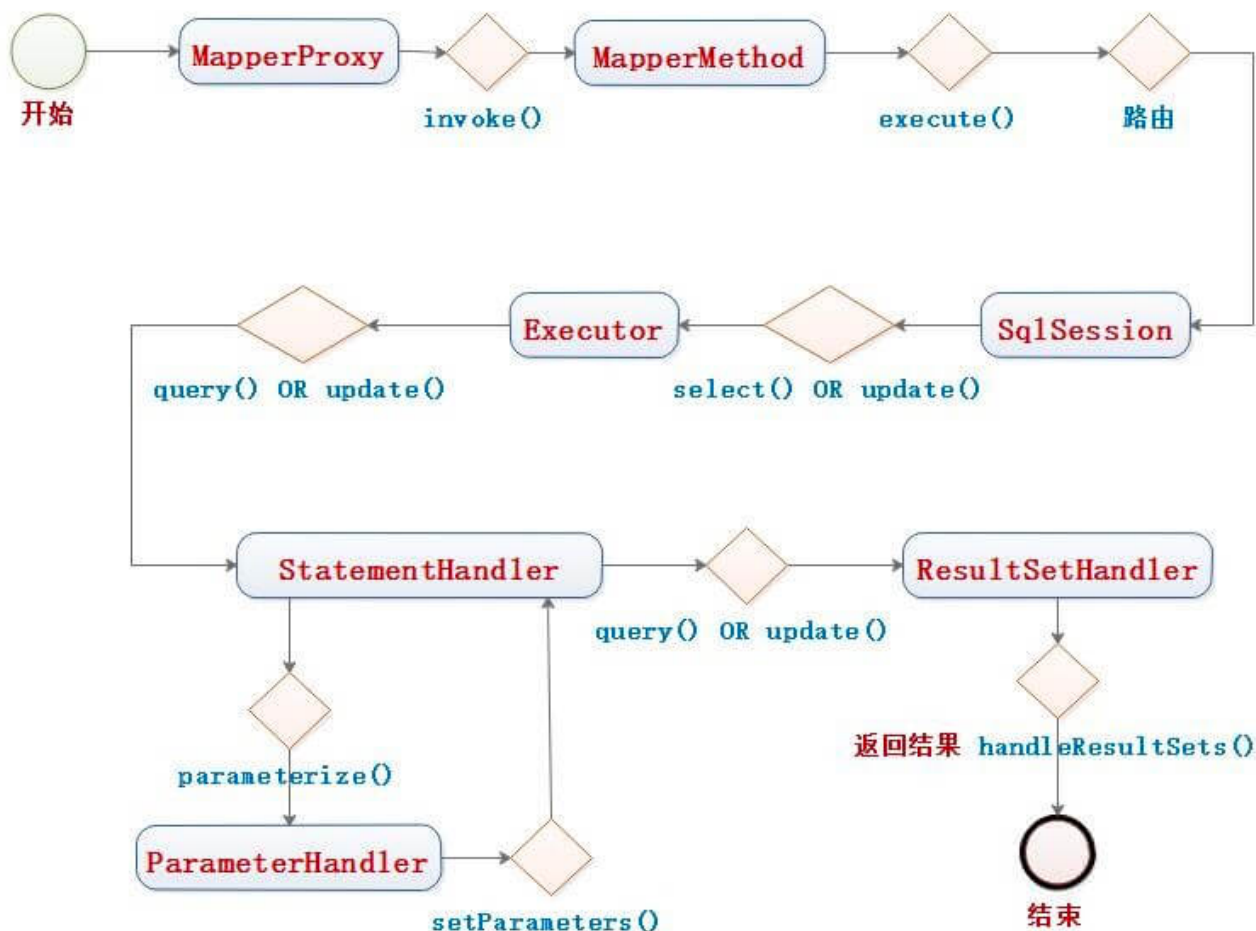 MapperProxy
MapperMethod
开始
invoke()
execute()
路由
Executor
SqlSession
query() OR update()
select() OR update()
StatementHandler
ResultSetHandler
query() OR update()
返回结果 handleResultSets()
parameterize()
ParameterHandler
setParameters()
结束